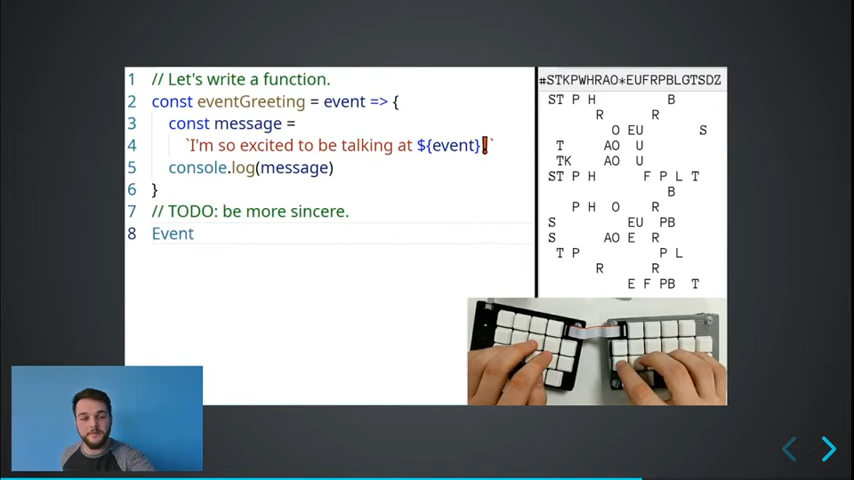 1 // Let's write a function.
2 const eventGreeting = event => {
3 const message =
4 `I'm so excited to be talking at ${event}!`
5 console.log(message)
6 }
7 // TODO: be more sincere.
8 Event
#STKPWHRAO*EUFRPBLGTSDZ
ST P H B
R R
O EU S
T AO U
TK AO U
ST P H F P L T
B
P H O R
S EU PB
S AO E R
T P P L
R R
E F PB T